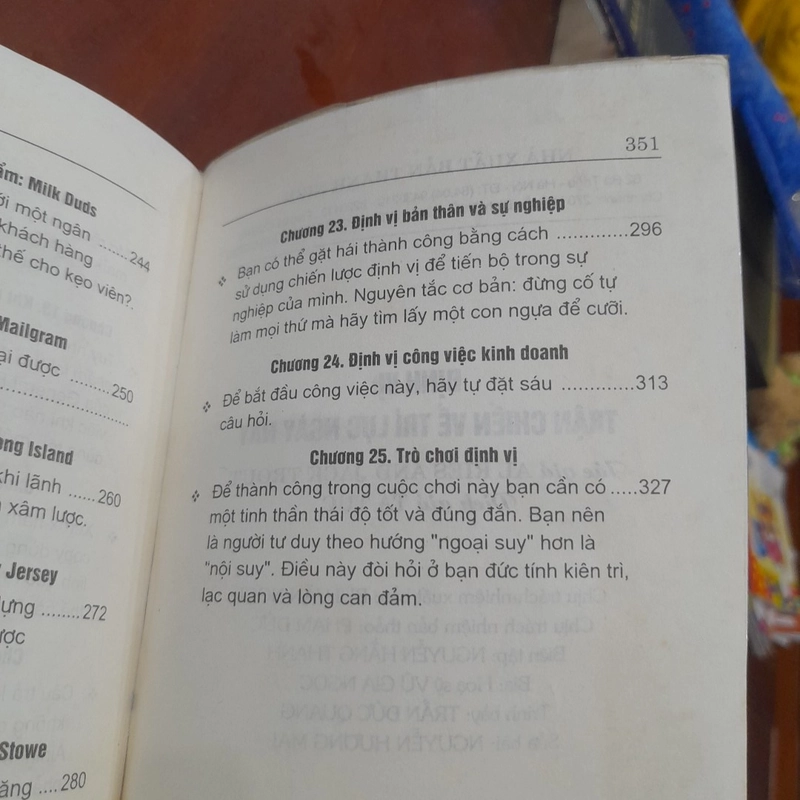 ẩm: Milk Duds
ới một ngân
khách hàng ........244
thế cho kẹo viên?.
Mailgram
ại được
.........250
ong Island
khi lãnh
........260
xâm lược.
Jersey
ựng ........272
ược
Stowe
ăng ....280
351
Chương 23. Định vị bản thân và sự nghiệp
Bạn có thể gặt hái thành công bằng cách .............296
sử dụng chiến lược định vị để tiến bộ trong sự
nghiệp của mình. Nguyên tắc cơ bản: đừng cố tự
làm mọi thứ mà hãy tìm lấy một con ngựa để cưỡi.
Chương 24. Định vị công việc kinh doanh
Để bắt đầu công việc này, hãy tự đặt sáu .............313
câu hỏi.
Chương 25. Trò chơi định vị
Để thành công trong cuộc chơi này bạn cần có .....327
một tinh thần thái độ tốt và đúng đắn. Bạn nên
là người tư duy theo hướng "ngoại suy" hơn là
"nội suy". Điều này đòi hỏi ở bạn đức tính kiên trì,
lạc quan và lòng can đảm.